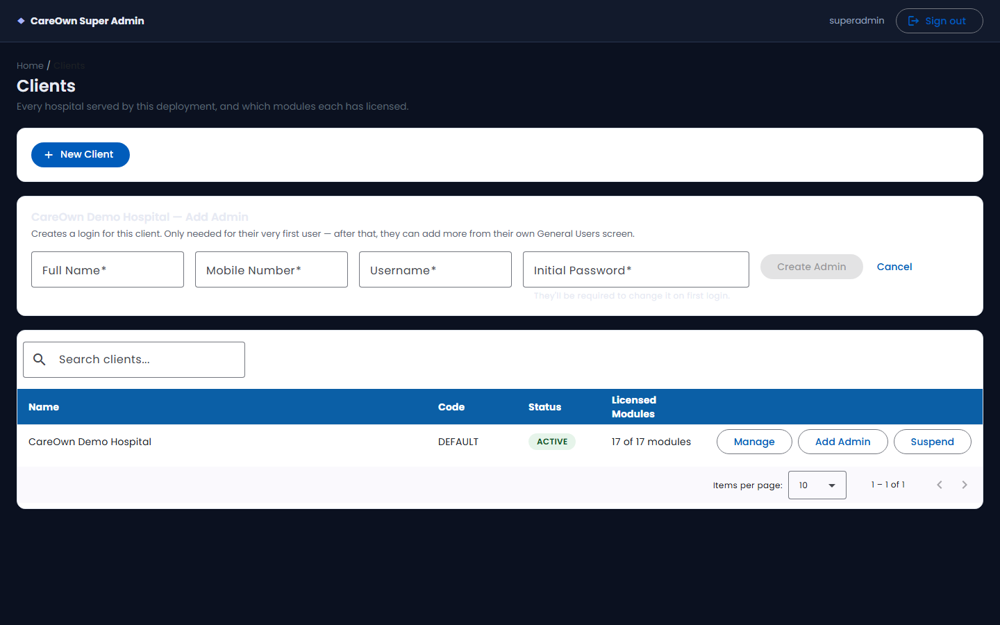 CareOwn Super Admin
superadmin
Sign out
Home / Clients
Clients
Every hospital served by this deployment, and which modules each has licensed.
+ New Client
CareOwn Demo Hospital — Add Admin
Creates a login for this client. Only needed for their very first user — after that, they can add more from their own General Users screen.
Full Name*
Mobile Number*
Username*
Initial Password*
Create Admin
Cancel
They'll be required to change it on first login.
Search clients...
Name
Code
Status
Licensed
Modules
CareOwn Demo Hospital
DEFAULT
ACTIVE
17 of 17 modules
Manage
Add Admin
Suspend
Items per page:
10
1 – 1 of 1